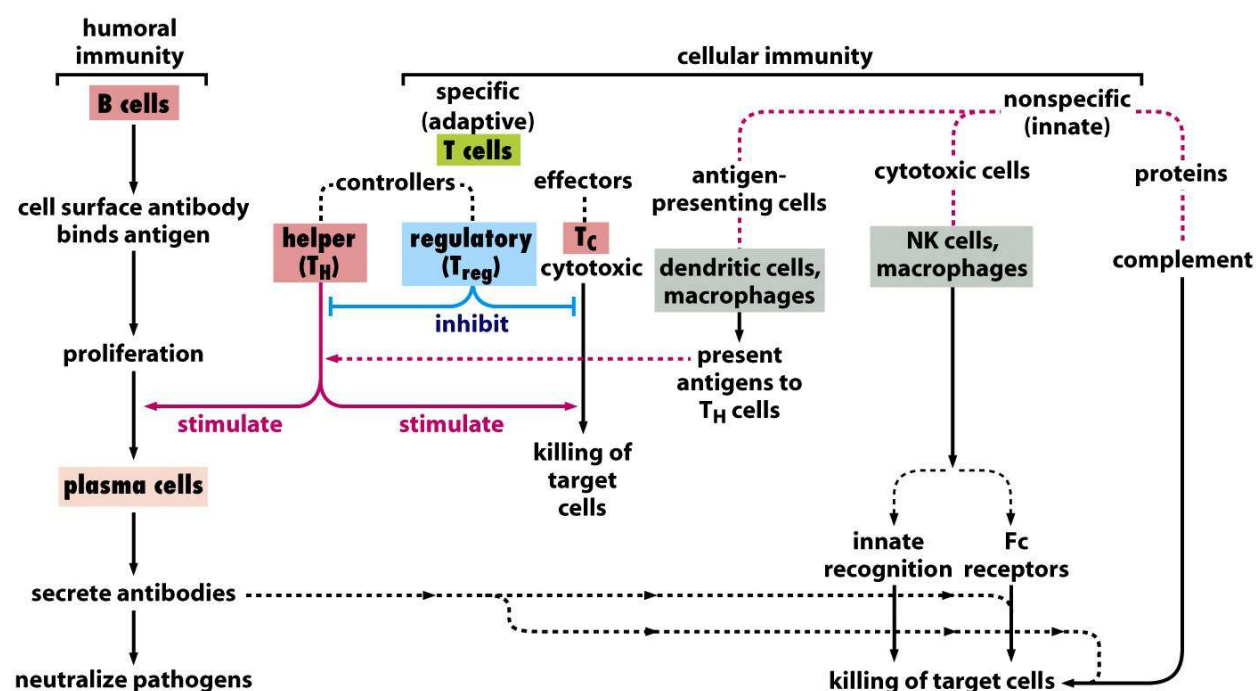 humoral
immunity
B cells
cell surface antibody
binds antigen
proliferation
plasma cells
secrete antibodies
neutralize pathogens
cellular immunity
specific
(adaptive)
T cells
controllers
helper
(TH)
regulatory
(Treg)
inhibit
stimulate
stimulate
effectors
TC
cytotoxic
killing of
target
cells
nonspecific
(innate)
antigen-
presenting cells
dendritic cells,
macrophages
present
antigens to
TH cells
cytotoxic cells
NK cells,
macrophages
innate
recognition
Fc
receptors
proteins
complement
killing of target cells